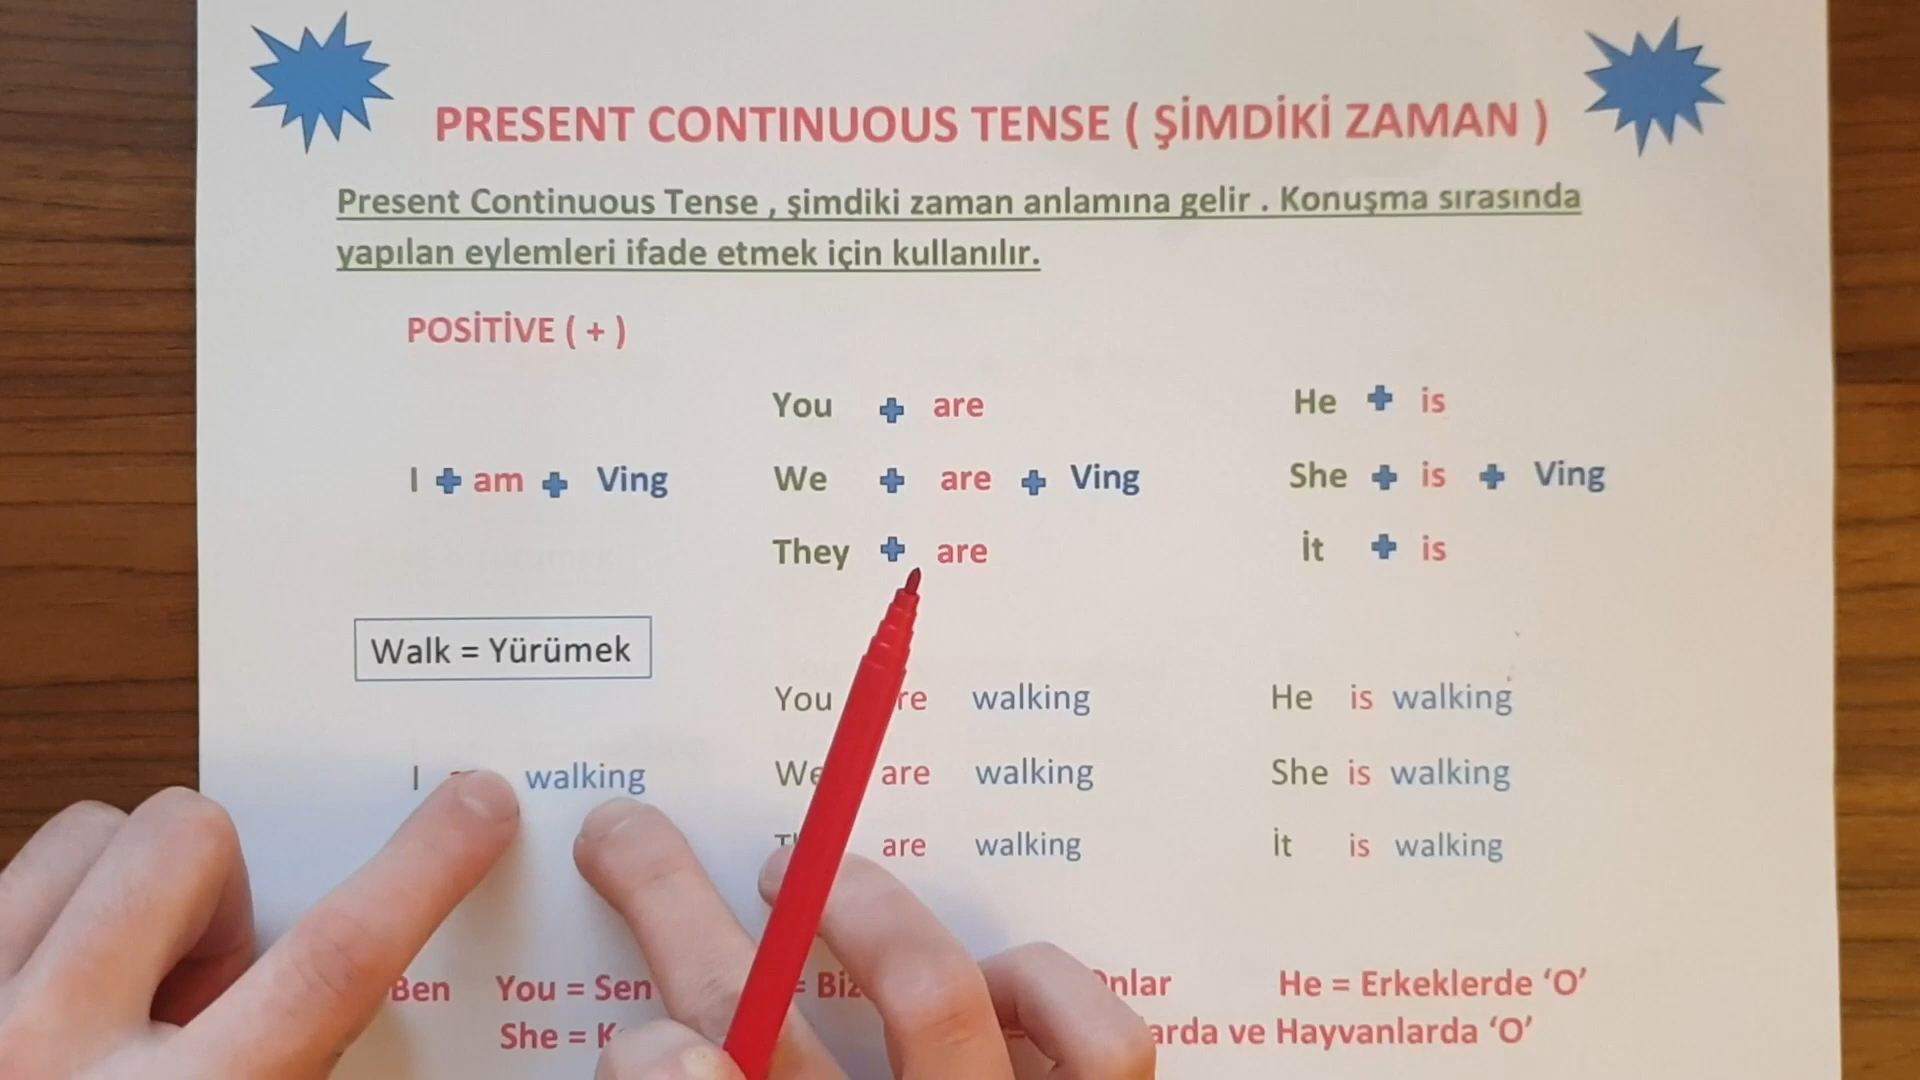 PRESENT CONTINUOUS TENSE ( ŞİMDİKİ ZAMAN )
Present Continuous Tense , şimdiki zaman anlamına gelir . Konuşma sırasında
yapılan eylemleri ifade etmek için kullanılır.
POSİTİVE ( + )
You + are
He + is
I + am + Ving
We + are + Ving
She + is + Ving
They + are
İt + is
Walk = Yürümek
You walking
He is walking
I walking
We are walking
She is walking
are walking
İt is walking
Ben You = Sen = He = Erkeklerde ‘O’
She = ve Hayvanlarda ‘O’